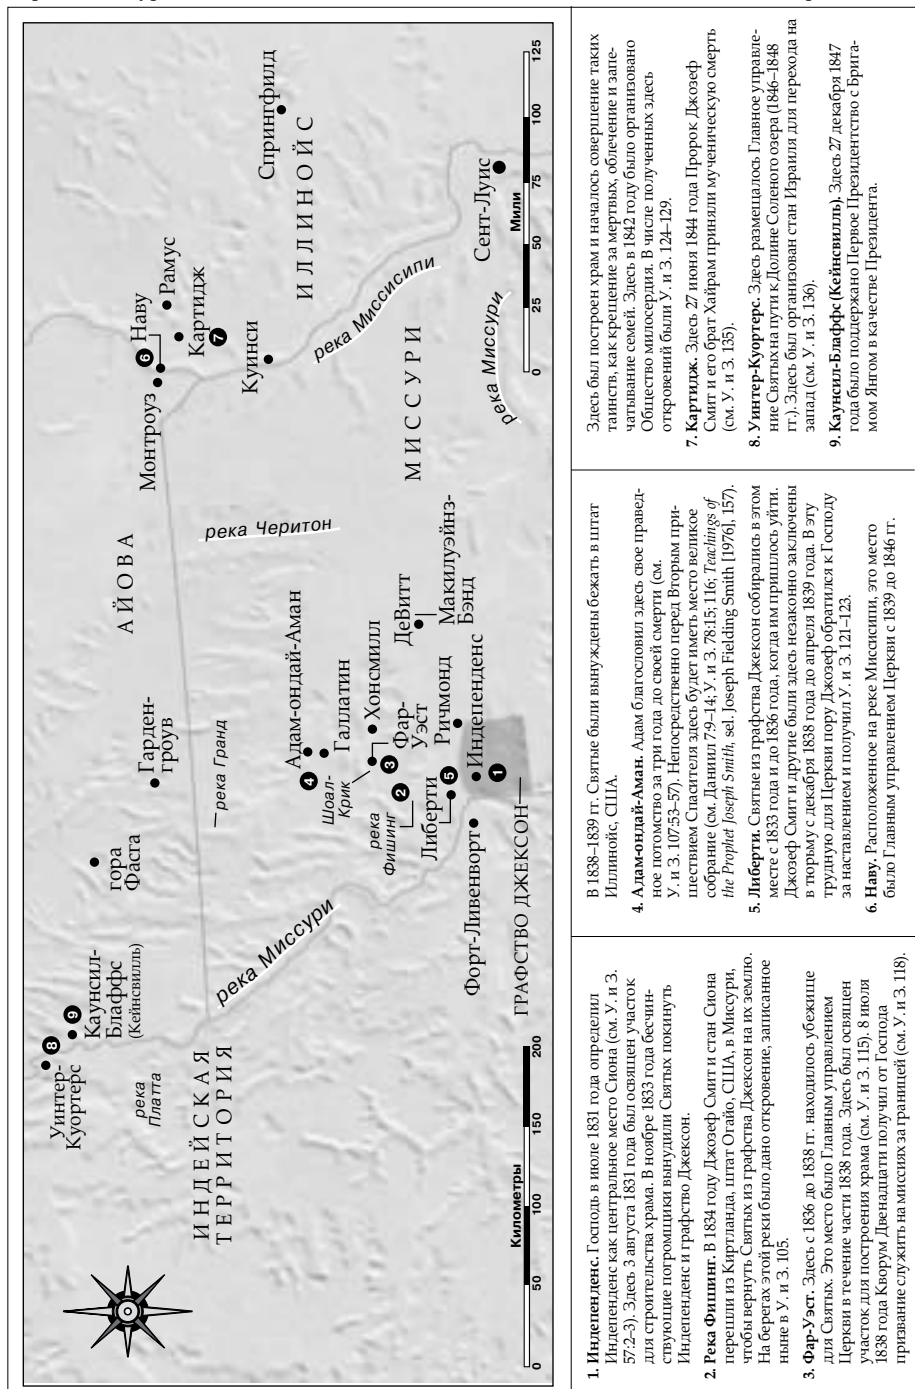 Уинтер-
Куортерс
8
9
Каунсил-
Блаффс
(Кейнсвилль)
река
Платта
ИНДЕЙСКАЯ
ТЕРРИТОРИЯ
гора
Фасга
Гарден-
гроув
АЙОВА
река Гранд
река Миссури
Монтроуз
6
Наву
Рамус
Картидж
7
Куинси
Спрингфилд
ИЛЛИНОЙС
река Миссисипи
река Черитон
Адам-ондай-Аман
4
Галлатин
Шоал-
Крик
Хонсмилл
3
Фар-
Уэст
река
Фишинг
2
ДеВитт
Макилуэйнз-
Бэнд
Ричмонд
Либерти
5
Индепенденс
1
Форт-Ливенворт
ГРАФСТВО ДЖЕКСОН
МИССУРИ
река Миссури
Сент-Луис
Километры
0 50 100 150 200
Мили
0 25 50 75 100 125
1. Индепенденс. Господь в июле 1831 года определил
Индепенденс как центральное место Сиона (см. У. и З.
57:2–3). Здесь 3 августа 1831 года был освящен участок
для строительства храма. В ноябре 1833 года бесчин-
ствующие погромщики вынудили Святых покинуть
Индепенденс и графство Джексон.
2. Река Фишинг. В 1834 году Джозеф Смит и стан Сиона
перешли из Киртланда, штат Огайо, США, в Миссури,
чтобы вернуть Святых из графства Джексон на их землю.
На берегах этой реки было дано откровение, записанное
ныне в У. и З. 105.
3. Фар-Уэст. Здесь с 1836 до 1838 гг. находилось убежище
для Святых. Это место было Главным управлением
Церкви в течение части 1838 года. Здесь был освящен
участок для построения храма (см. У. и З. 115). 8 июля
1838 года Кворум Двенадцати получил от Господа
призвание служить на миссиях за границей (см. У. и З. 118).
В 1838–1839 гг. Святые были вынуждены бежать в штат
Иллинойс, США.
4. Адам-ондай-Аман. Адам благословил здесь свое правед-
ное потомство за три года до своей смерти (см.
У. и З. 107:53–57). Непосредственно перед Вторым при-
шествием Спасителя здесь будет иметь место великое
собрание (см. Даниил 7:9–14; У. и З. 78:15; 116; Teachings of
the Prophet Joseph Smith, sel. Joseph Fielding Smith [1976], 157).
5. Либерти. Святые из графства Джексон собирались в этом
месте с 1833 года и до 1836 года, когда им пришлось уйти.
Джозеф Смит и другие были здесь незаконно заключены
в тюрьму с декабря 1838 года до апреля 1839 года. В эту
трудную для Церкви пору Джозеф обратился к Господу
за наставлением и получил У. и З. 121–123.
6. Наву. Расположенное на реке Миссисипи, это место
было Главным управлением Церкви с 1839 до 1846 гг.
Здесь был построен храм и началось совершение таких
таинств, как крещение за мертвых, облечение и запе-
чатывание семей. Здесь в 1842 году было организовано
Общество милосердия. В числе полученных здесь
откровений были У. и З. 124–129.
7. Картидж. Здесь 27 июня 1844 года Пророк Джозеф
Смит и его брат Хайрам приняли мученическую смерть
(см. У. и З. 135).
8. Уинтер-Куортерс. Здесь размещалось Главное управле-
ние Святых на пути к Долине Соленого озера (1846–1848
гг.). Здесь был организован стан Израиля для перехода на
запад (см. У. и З. 136).
9. Каунсил-Блаффс (Кейнсвилль). Здесь 27 декабря 1847
года было поддержано Первое Президентство с Брига-
мом Янгом в качестве Президента.